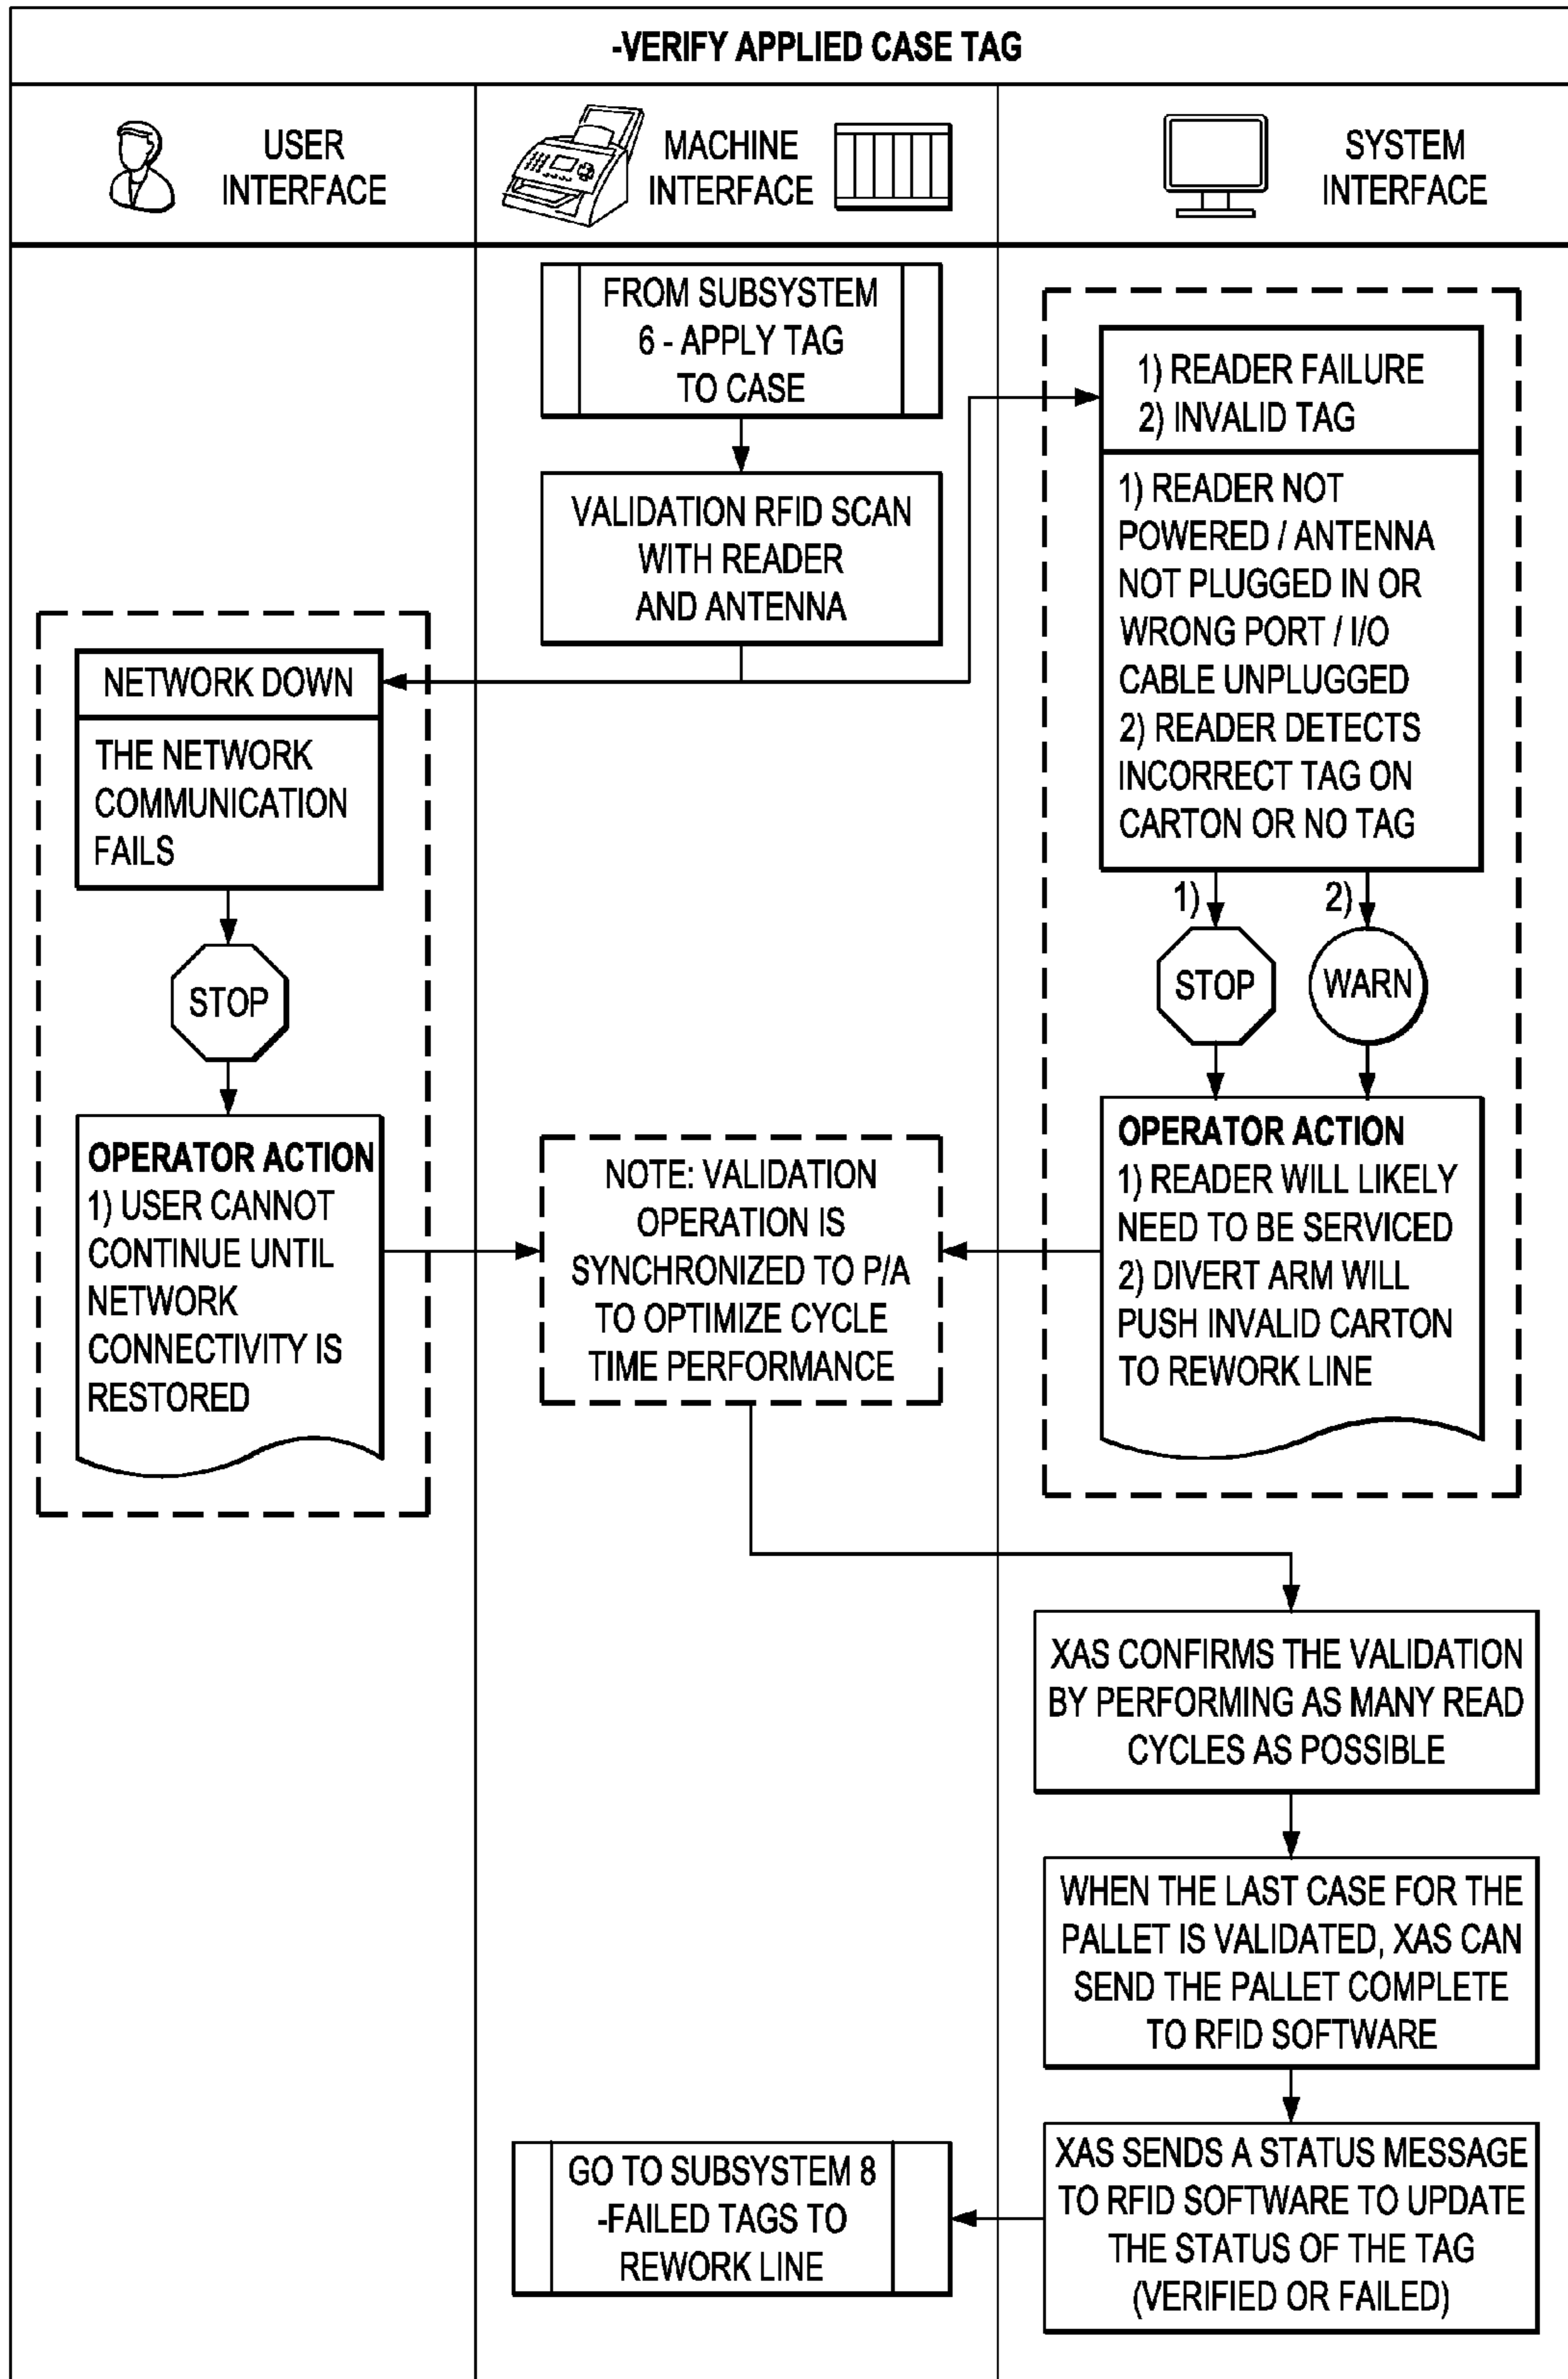 -VERIFY APPLIED CASE TAG
USER
INTERFACE
MACHINE
INTERFACE
SYSTEM
INTERFACE
FROM SUBSYSTEM
6 - APPLY TAG
TO CASE
VALIDATION RFID SCAN
WITH READER
AND ANTENNA
1) READER FAILURE
2) INVALID TAG
1) READER NOT
POWERED / ANTENNA
NOT PLUGGED IN OR
WRONG PORT / I/O
CABLE UNPLUGGED
2) READER DETECTS
INCORRECT TAG ON
CARTON OR NO TAG
1)
2)
STOP
WARN
OPERATOR ACTION
1) READER WILL LIKELY
NEED TO BE SERVICED
2) DIVERT ARM WILL
PUSH INVALID CARTON
TO REWORK LINE
NETWORK DOWN
THE NETWORK
COMMUNICATION
FAILS
STOP
OPERATOR ACTION
1) USER CANNOT
CONTINUE UNTIL
NETWORK
CONNECTIVITY IS
RESTORED
NOTE: VALIDATION
OPERATION IS
SYNCHRONIZED TO P/A
TO OPTIMIZE CYCLE
TIME PERFORMANCE
XAS CONFIRMS THE VALIDATION
BY PERFORMING AS MANY READ
CYCLES AS POSSIBLE
WHEN THE LAST CASE FOR THE
PALLET IS VALIDATED, XAS CAN
SEND THE PALLET COMPLETE
TO RFID SOFTWARE
XAS SENDS A STATUS MESSAGE
TO RFID SOFTWARE TO UPDATE
THE STATUS OF THE TAG
(VERIFIED OR FAILED)
GO TO SUBSYSTEM 8
-FAILED TAGS TO
REWORK LINE